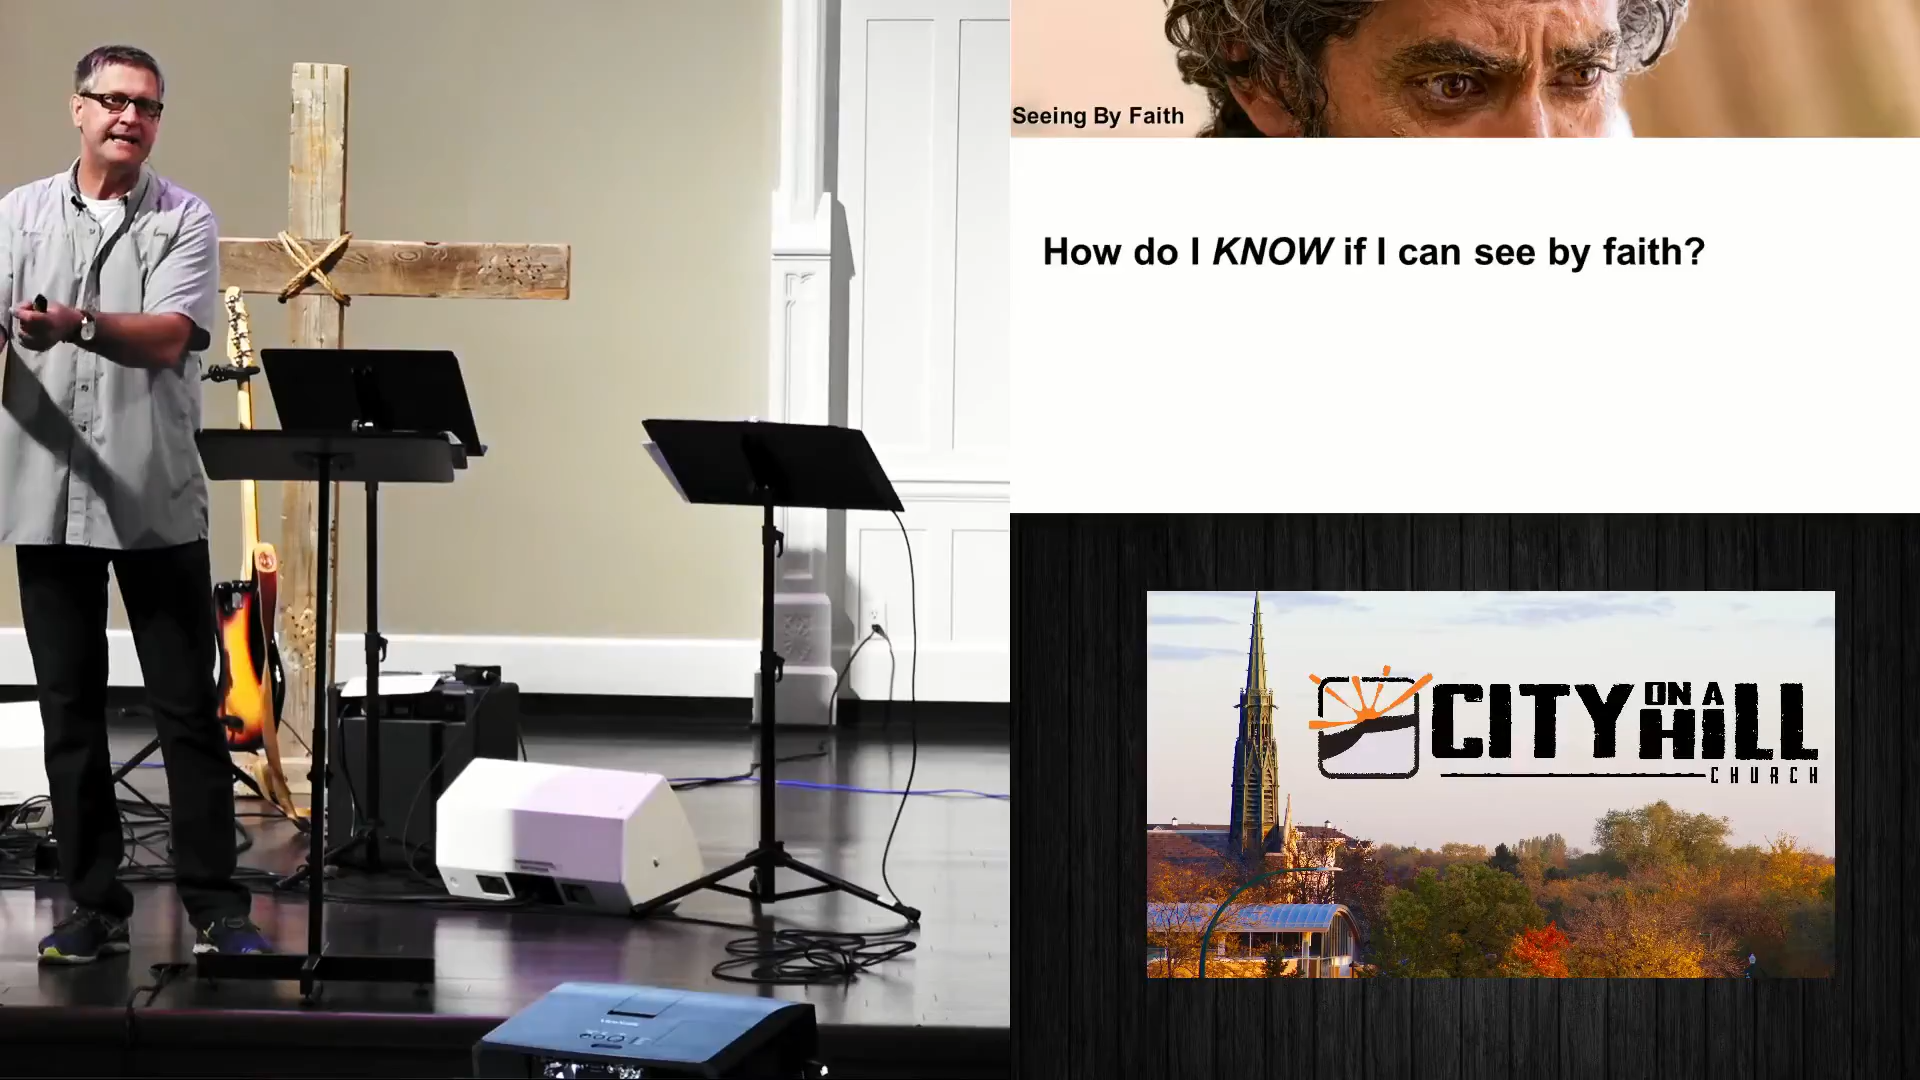 Seeing By Faith
How do I KNOW if I can see by faith?
CITY ON A HILL
CHURCH